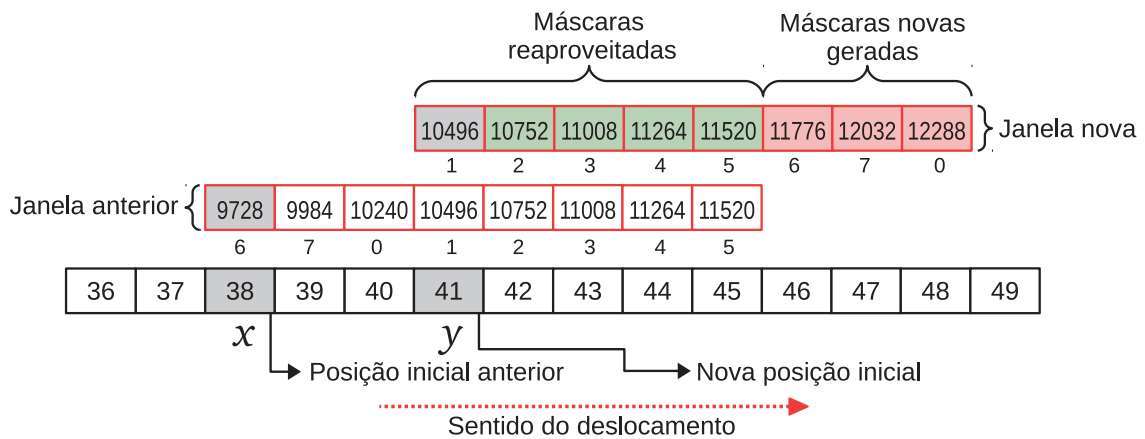 Máscaras reaproveitadas
Máscaras novas geradas
10496 10752 11008 11264 11520 11776 12032 12288
Janela nova
1 2 3 4 5 6 7 0
Janela anterior
9728 9984 10240 10496 10752 11008 11264 11520
6 7 0 1 2 3 4 5
36 37 38 39 40 41 42 43 44 45 46 47 48 49
x y
Posição inicial anterior
Nova posição inicial
Sentido do deslocamento